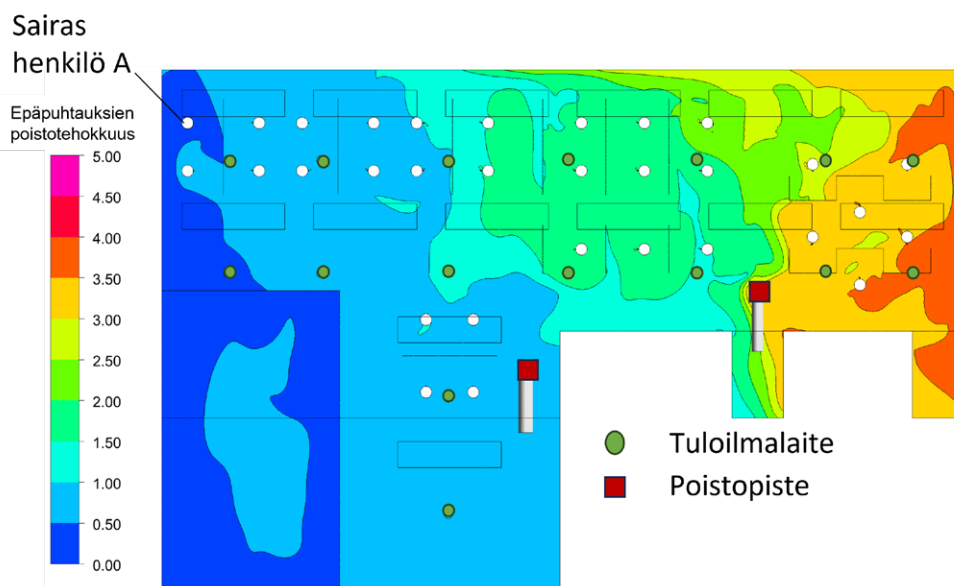 Sairas
henkilö A
Epäpuhtauksien
poistotehokkuus
5.00
4.50
4.00
3.50
3.00
2.50
2.00
1.50
1.00
0.50
0.00
Tuloilmalaite
Poistopiste